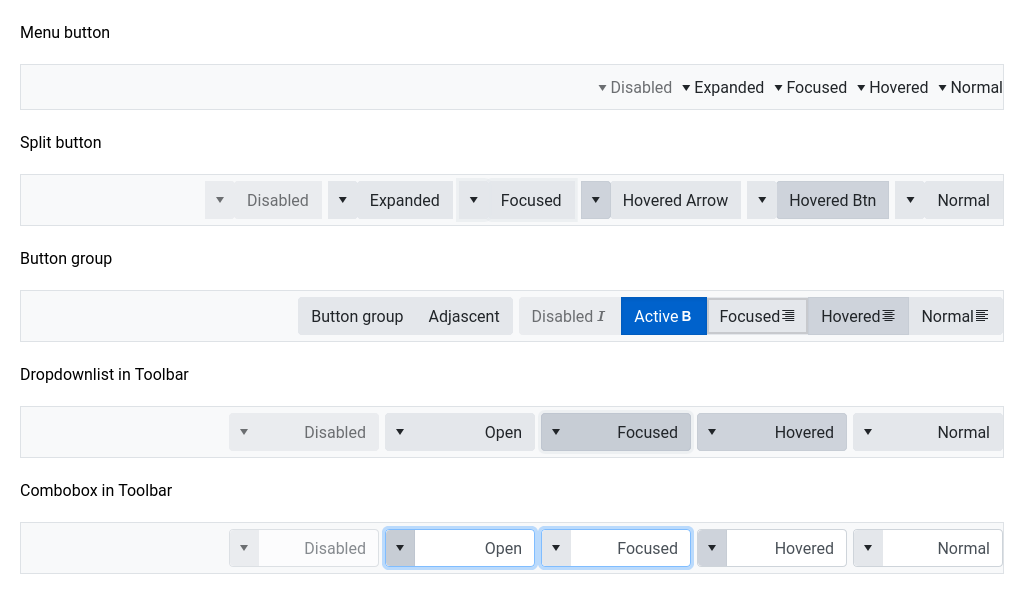 Menu button
Disabled Expanded Focused Hovered Normal
Split button
Disabled Expanded Focused Hovered Arrow Hovered Btn Normal
Button group
Button group Adjascent Disabled I Active B Focused Hovered Normal
Dropdownlist in Toolbar
Disabled Open Focused Hovered Normal
Combobox in Toolbar
Disabled Open Focused Hovered Normal